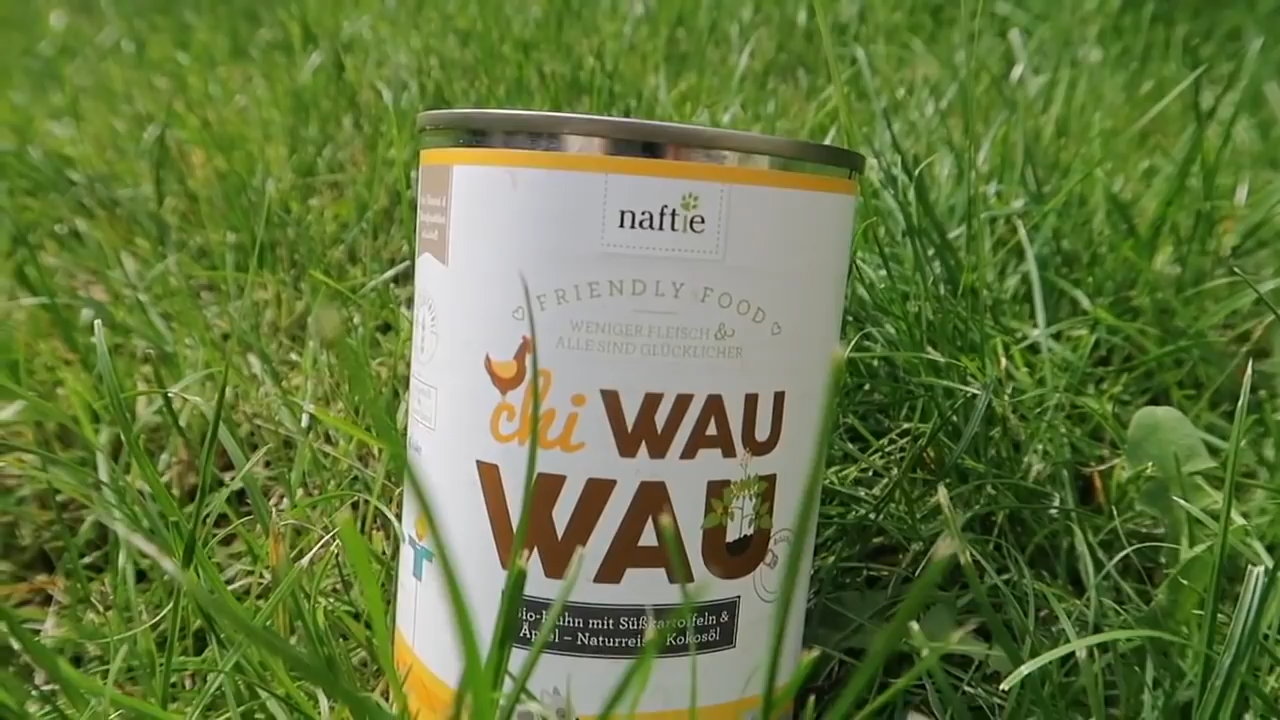 naftie
FRIENDLY FOOD
WENIGER FLEISCH &
ALLE SIND GLÜCKLICHER
chi WAU
WAU
Bio-Huhn mit Süßkartoffeln &
Äpfel – Naturreis Kokosöl